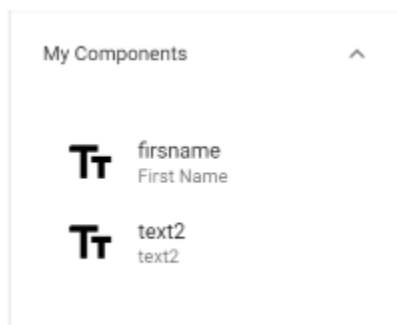 My Components
firsname
First Name
text2
text2